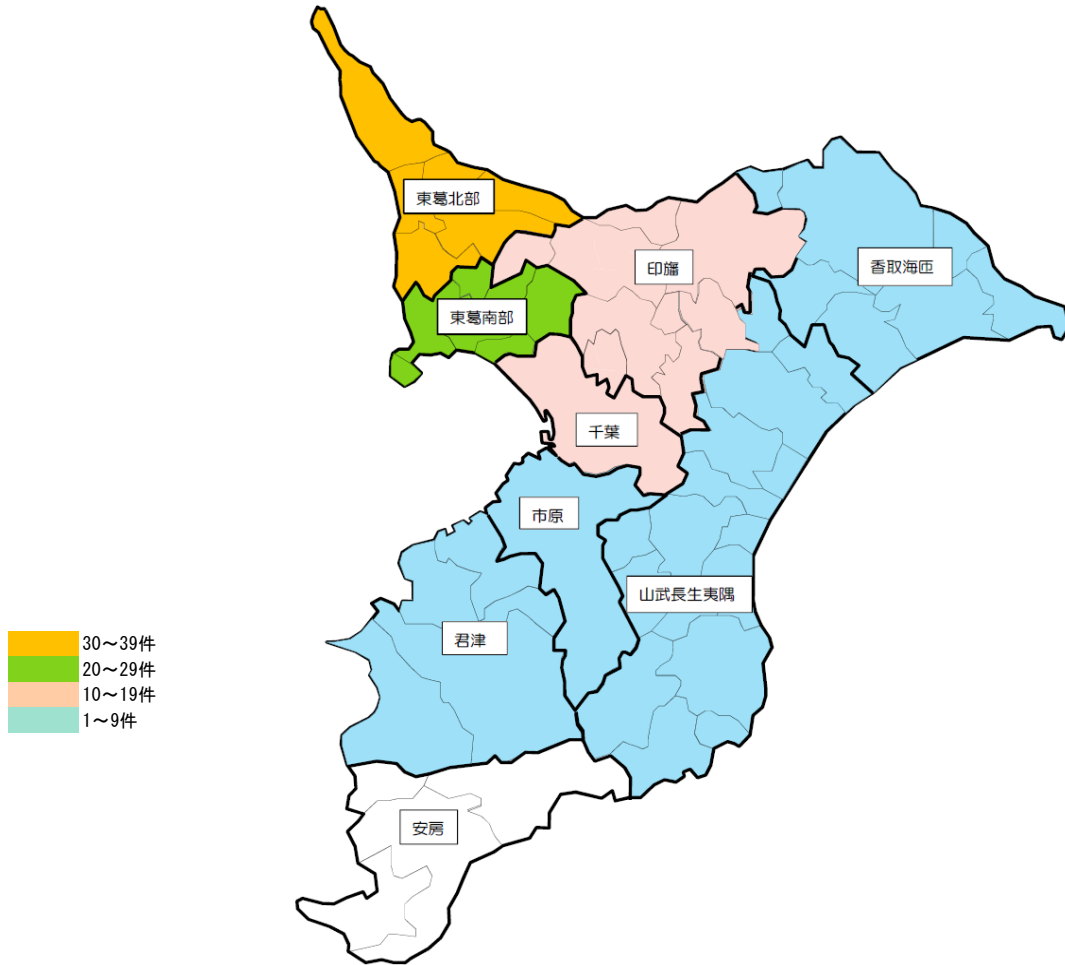 東葛北部
印旛
香取海匝
東葛南部
千葉
市原
山武長生夷隅
君津
安房
30～39件
20～29件
10～19件
1～9件